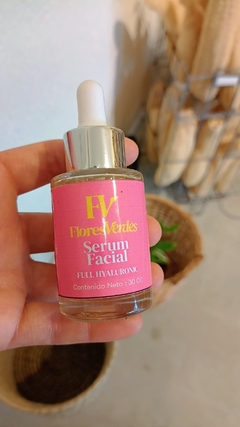 FV
FloresVerdes
Serum
Facial
FULL HYALURONIC
Contenido Neto: 30 CC